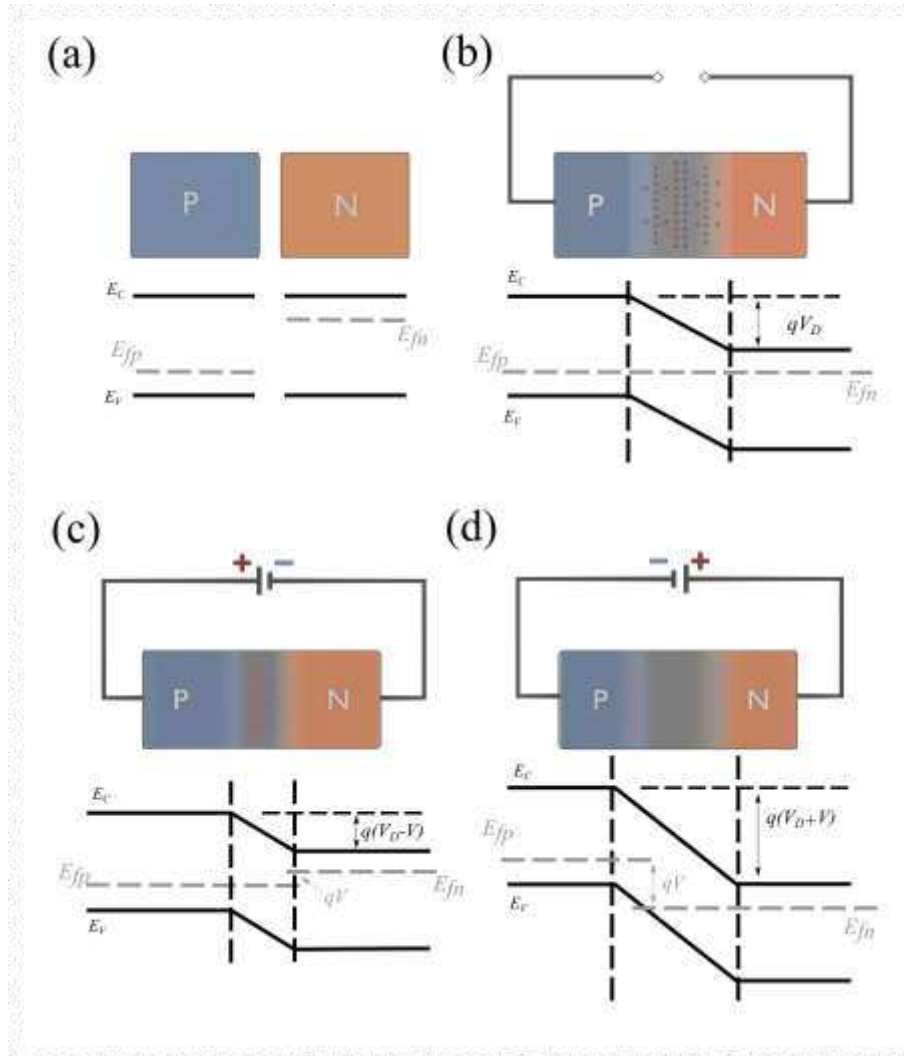 (a)
P
N
E_C
E_fn
E_fp
E_V
(b)
P
N
E_C
qV_D
E_fp
E_fn
E_V
(c)
+ −
P
N
E_C
q(V_D-V)
E_fp
qV
E_fn
E_V
(d)
− +
P
N
E_C
q(V_D+V)
E_fp
qV
E_V
E_fn